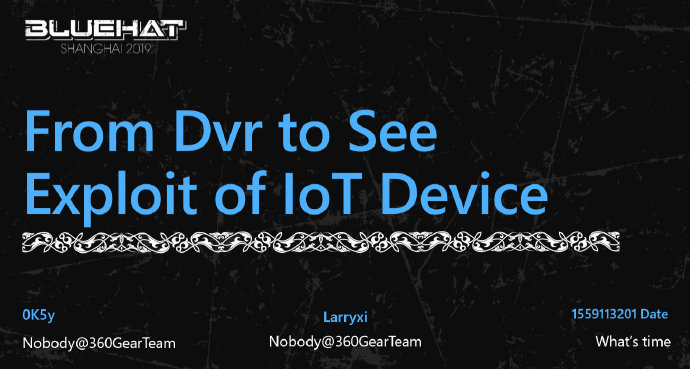 BLUEHAT
SHANGHAI 2019
From Dvr to See
Exploit of IoT Device
0K5y
Nobody@360GearTeam
Larryxi
Nobody@360GearTeam
1559113201 Date
What's time